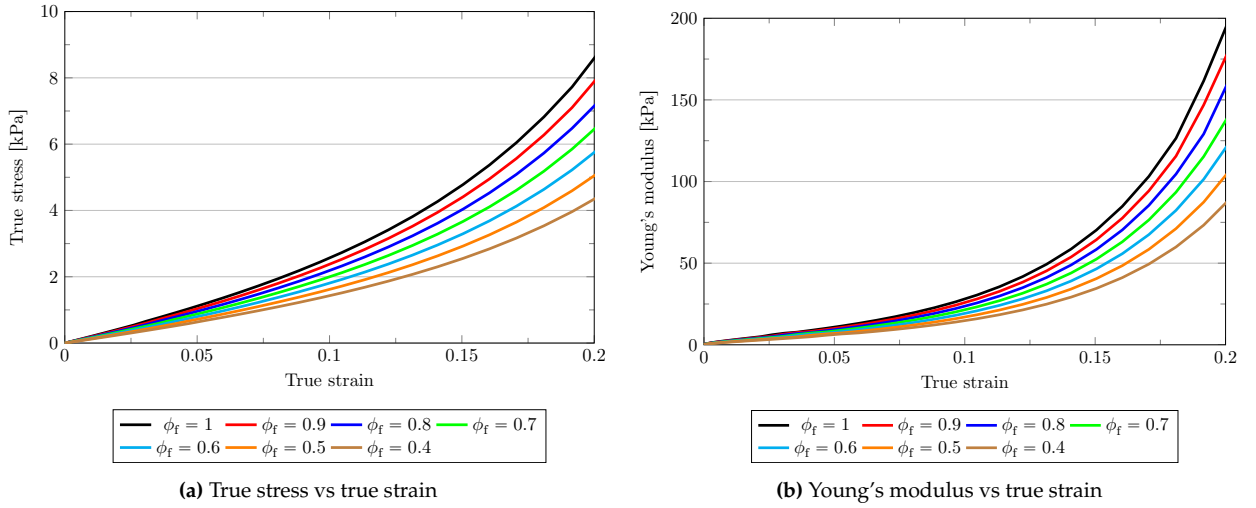 10
8
6
4
2
0
True stress [kPa]
0 0.05 0.1 0.15 0.2
True strain
ϕf = 1 ϕf = 0.9 ϕf = 0.8 ϕf = 0.7
ϕf = 0.6 ϕf = 0.5 ϕf = 0.4
(a) True stress vs true strain
200
150
100
50
0
Young's modulus [kPa]
0 0.05 0.1 0.15 0.2
True strain
ϕf = 1 ϕf = 0.9 ϕf = 0.8 ϕf = 0.7
ϕf = 0.6 ϕf = 0.5 ϕf = 0.4
(b) Young's modulus vs true strain